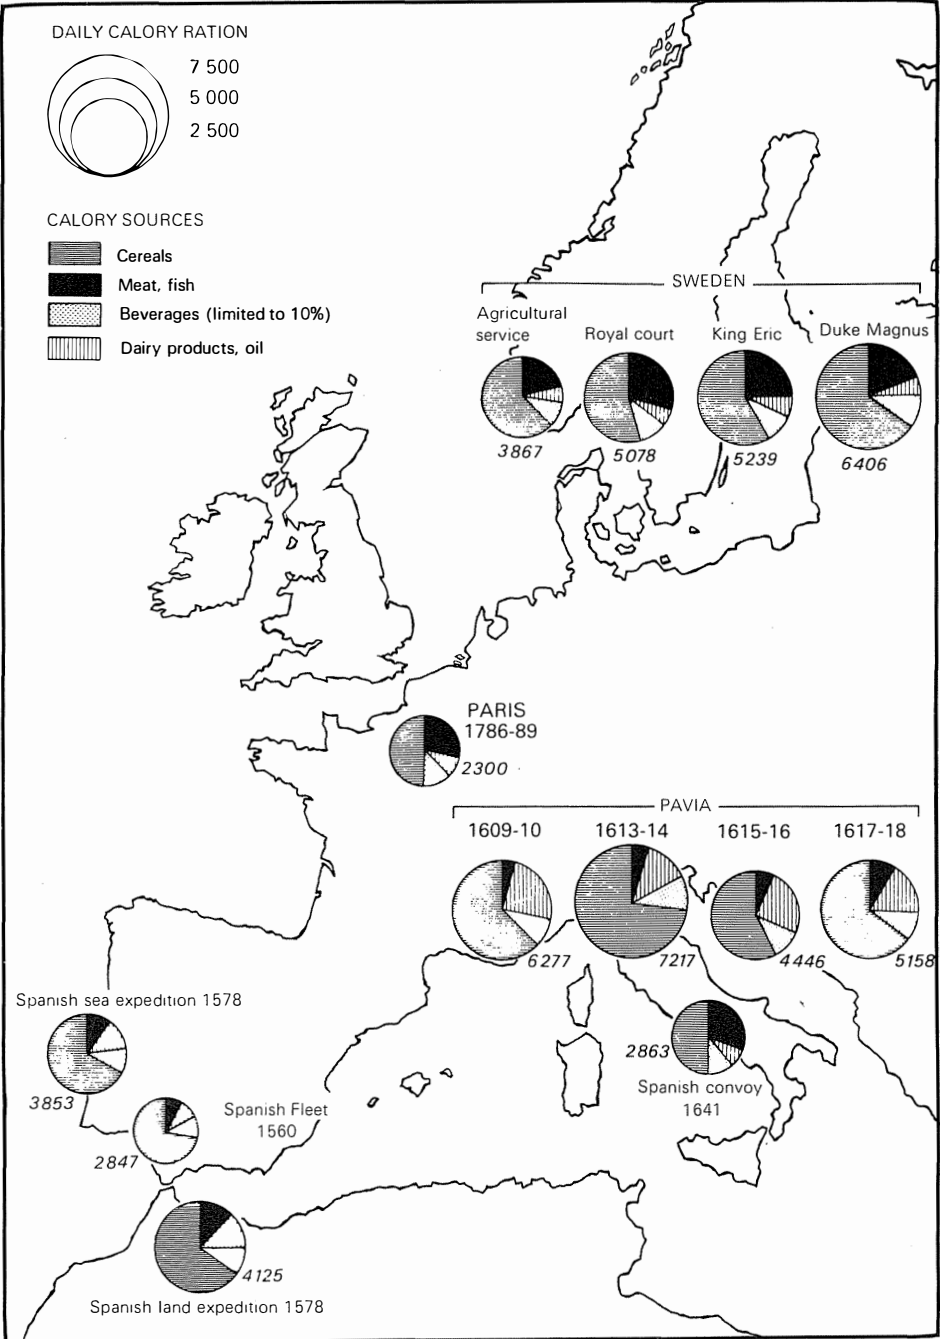 DAILY CALORY RATION
7 500
5 000
2 500
CALORY SOURCES
Cereals
Meat, fish
Beverages (limited to 10%)
Dairy products, oil
SWEDEN
Agricultural
service
Royal court
King Eric
Duke Magnus
3867
5078
5239
6406
PARIS
1786-89
2300
PAVIA
1609-10
1613-14
1615-16
1617-18
6277
7217
4446
5158
Spanish sea expedition 1578
3853
2863
Spanish convoy
1641
Spanish Fleet
1560
2847
4125
Spanish land expedition 1578